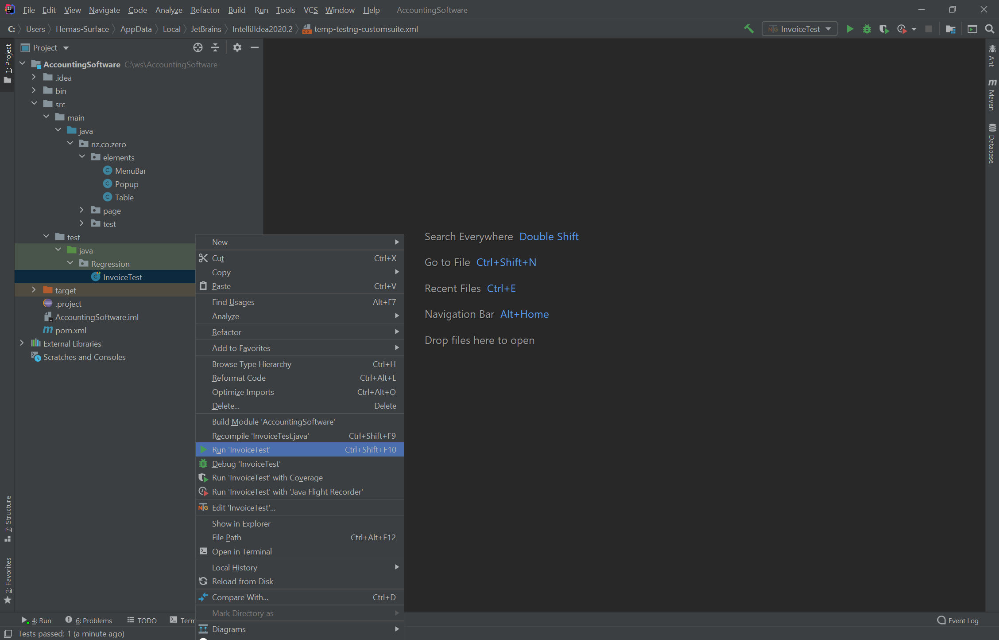 File Edit View Navigate Code Analyze Refactor Build Run Tools VCS Window Help AccountingSoftware
C: Users Hemas-Surface AppData Local JetBrains IntelliJIdea2020.2 temp-testng-customsuite.xml InvoiceTest
1: Project
Project
AccountingSoftware C:\ws\AccountingSoftware
.idea
bin
src
main
java
nz.co.zero
elements
MenuBar
Popup
Table
page
test
test
java
Regression
InvoiceTest
target
.project
AccountingSoftware.iml
pom.xml
External Libraries
Scratches and Consoles
New
Cut Ctrl+X
Copy
Paste Ctrl+V
Find Usages Alt+F7
Analyze
Refactor
Add to Favorites
Browse Type Hierarchy Ctrl+H
Reformat Code Ctrl+Alt+L
Optimize Imports Ctrl+Alt+O
Delete... Delete
Build Module 'AccountingSoftware'
Recompile 'InvoiceTest.java' Ctrl+Shift+F9
Run 'InvoiceTest' Ctrl+Shift+F10
Debug 'InvoiceTest'
Run 'InvoiceTest' with Coverage
Run 'InvoiceTest' with 'Java Flight Recorder'
NTG Edit 'InvoiceTest'...
Show in Explorer
File Path Ctrl+Alt+F12
Open in Terminal
Local History
Reload from Disk
Compare With... Ctrl+D
Mark Directory as
Diagrams
Search Everywhere Double Shift
Go to File Ctrl+Shift+N
Recent Files Ctrl+E
Navigation Bar Alt+Home
Drop files here to open
Ant
Maven
Database
7: Structure
2: Favorites
4: Run 6: Problems TODO Term Event Log
Tests passed: 1 (a minute ago)